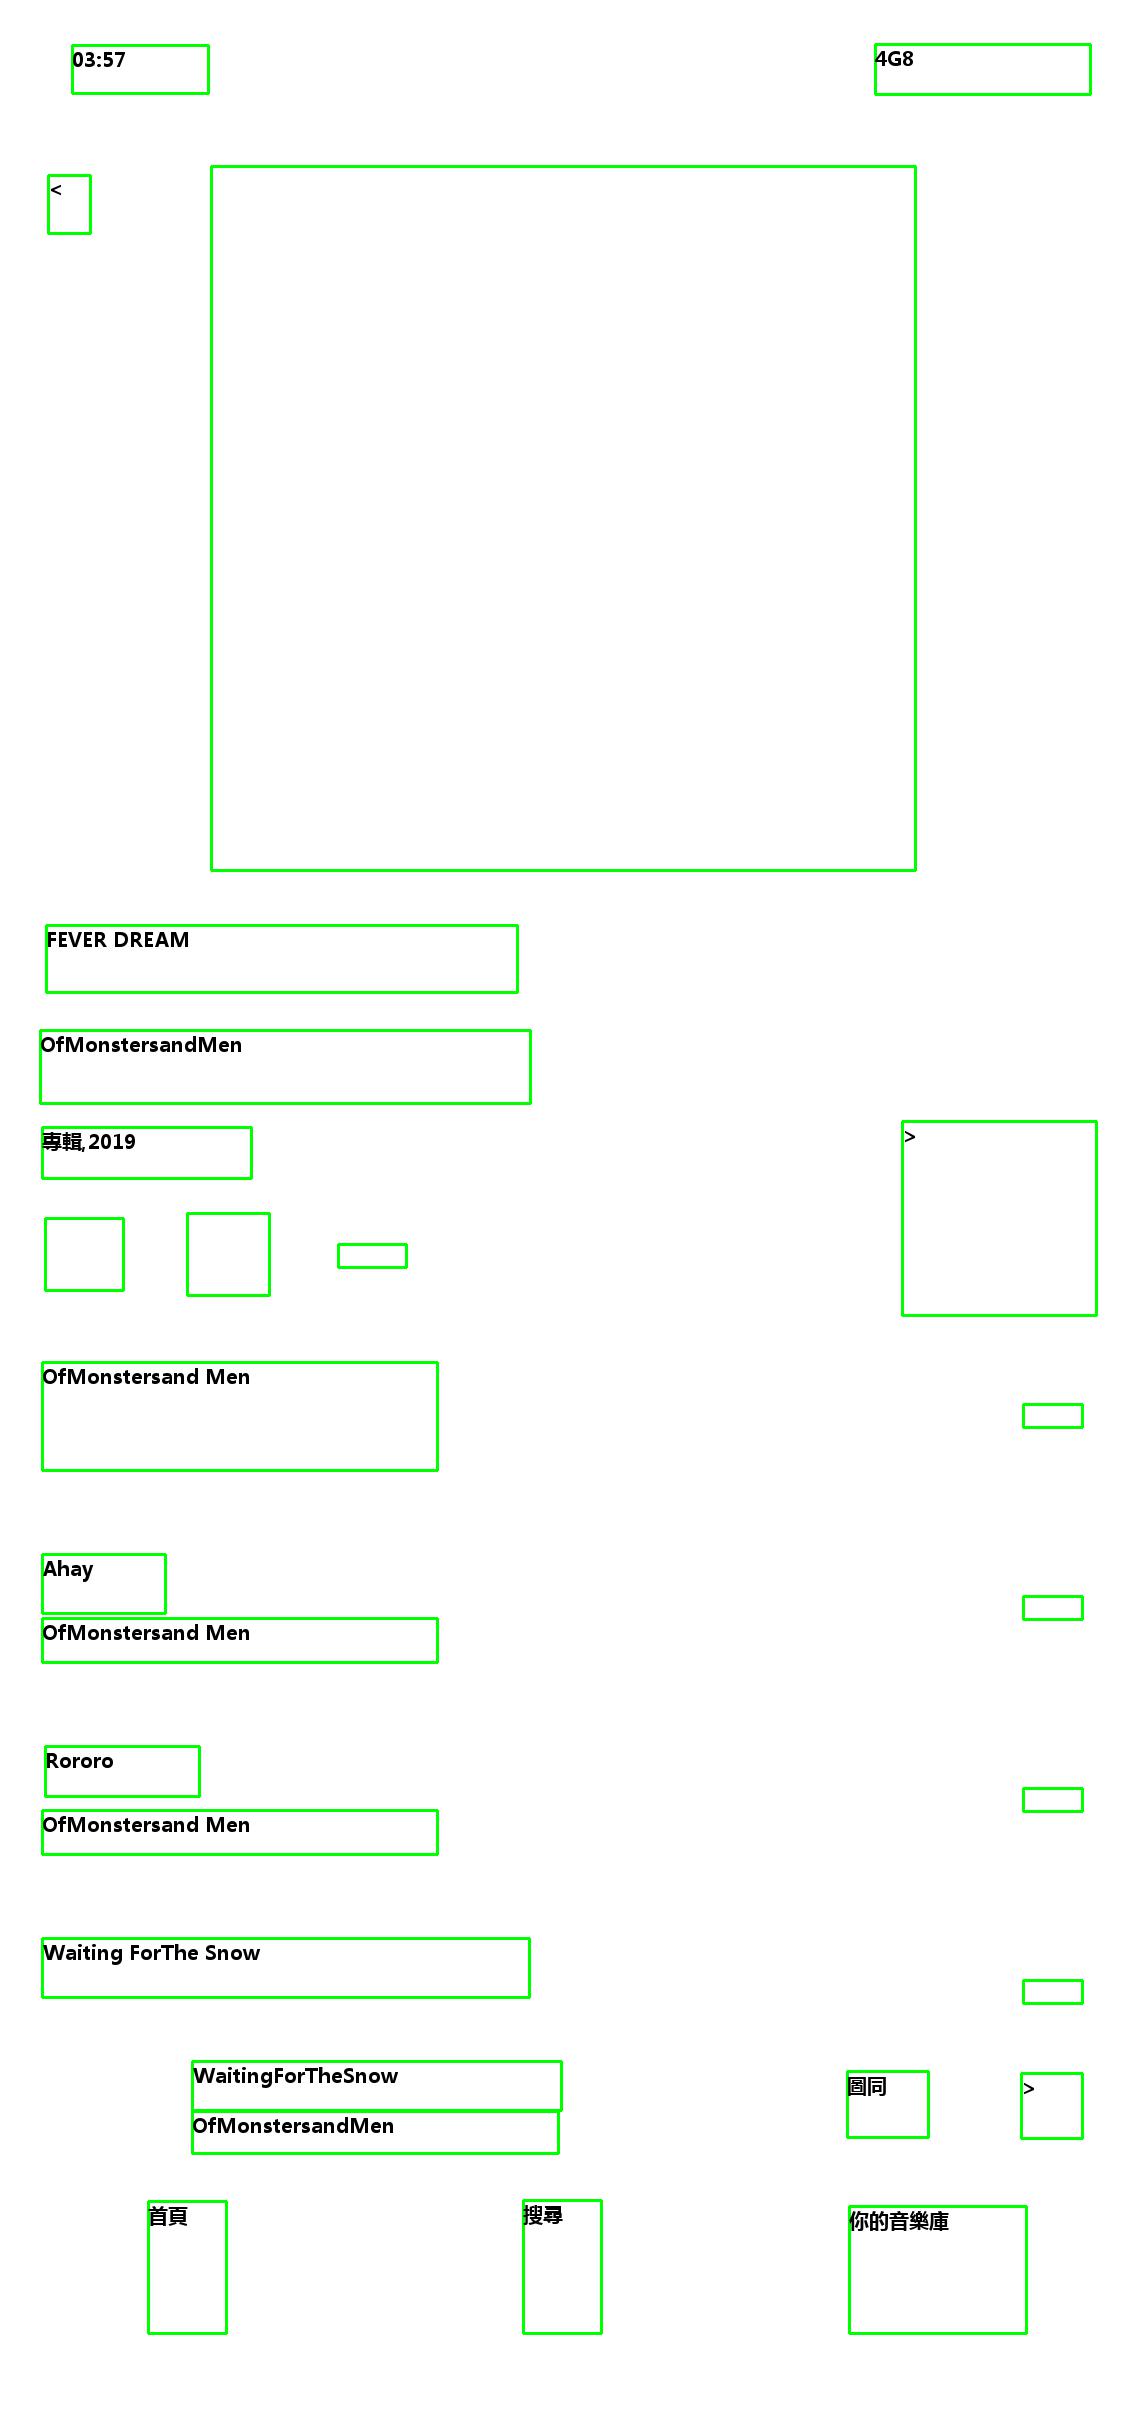 03:57
4G8
<
FEVER DREAM
OfMonstersandMen
專輯,2019
>
OfMonstersand Men
Ahay
OfMonstersand Men
Rororo
OfMonstersand Men
Waiting ForThe Snow
WaitingForTheSnow
圖同
>
OfMonstersandMen
首頁
搜尋
你的音樂庫